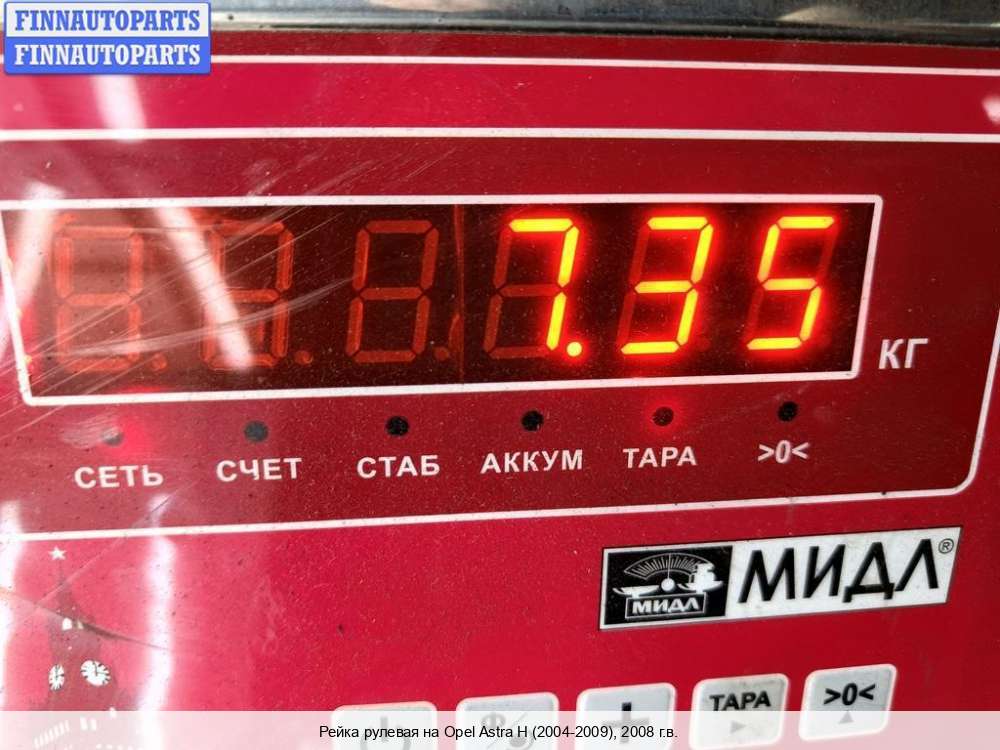 FINNAUTOPARTS
FINNAUTOPARTS
7.35
КГ
СЕТЬ СЧЕТ СТАБ АККУМ ТАРА >0<
МИДЛ МИДЛ®
ТАРА >0<
Рейка рулевая на Opel Astra H (2004-2009), 2008 г.в.